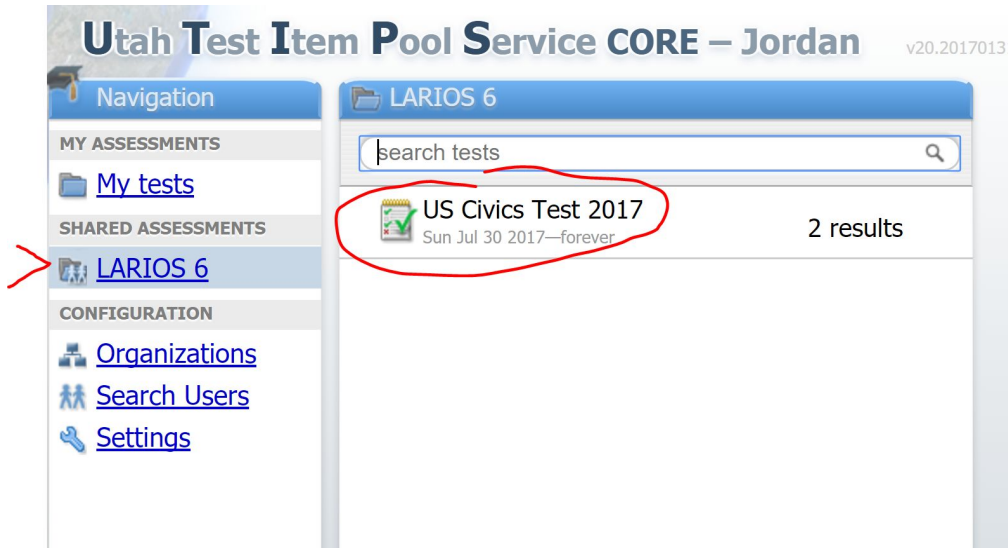 Utah Test Item Pool Service CORE – Jordan v20.2017013
Navigation
MY ASSESSMENTS
My tests
SHARED ASSESSMENTS
LARIOS 6
CONFIGURATION
Organizations
Search Users
Settings
LARIOS 6
search tests
US Civics Test 2017
Sun Jul 30 2017—forever
2 results